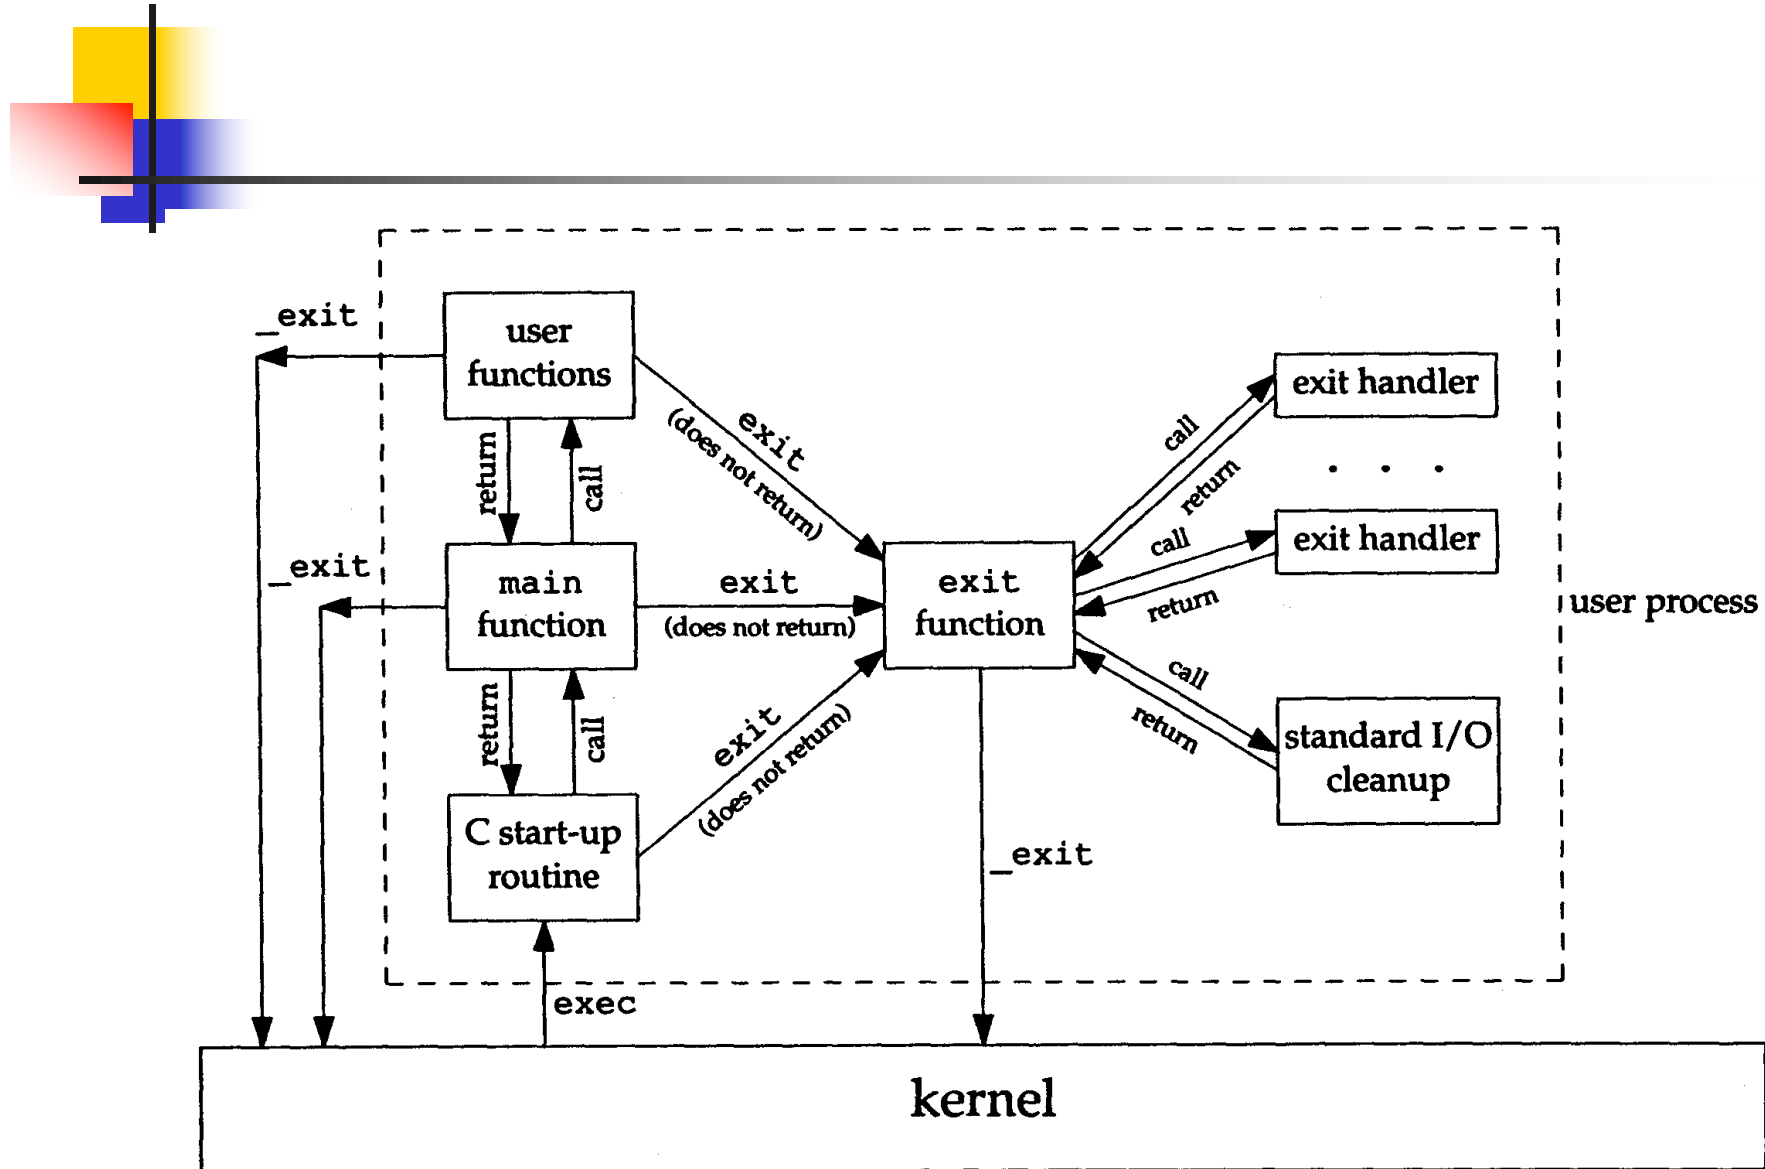 _exit
user
functions
exit
(does not return)
return
call
exit handler
call
return
. . .
exit handler
call
return
_exit
main
function
exit
(does not return)
exit
function
user process
return
call
exit
(does not return)
call
return
standard I/O
cleanup
C start-up
routine
_exit
exec
kernel